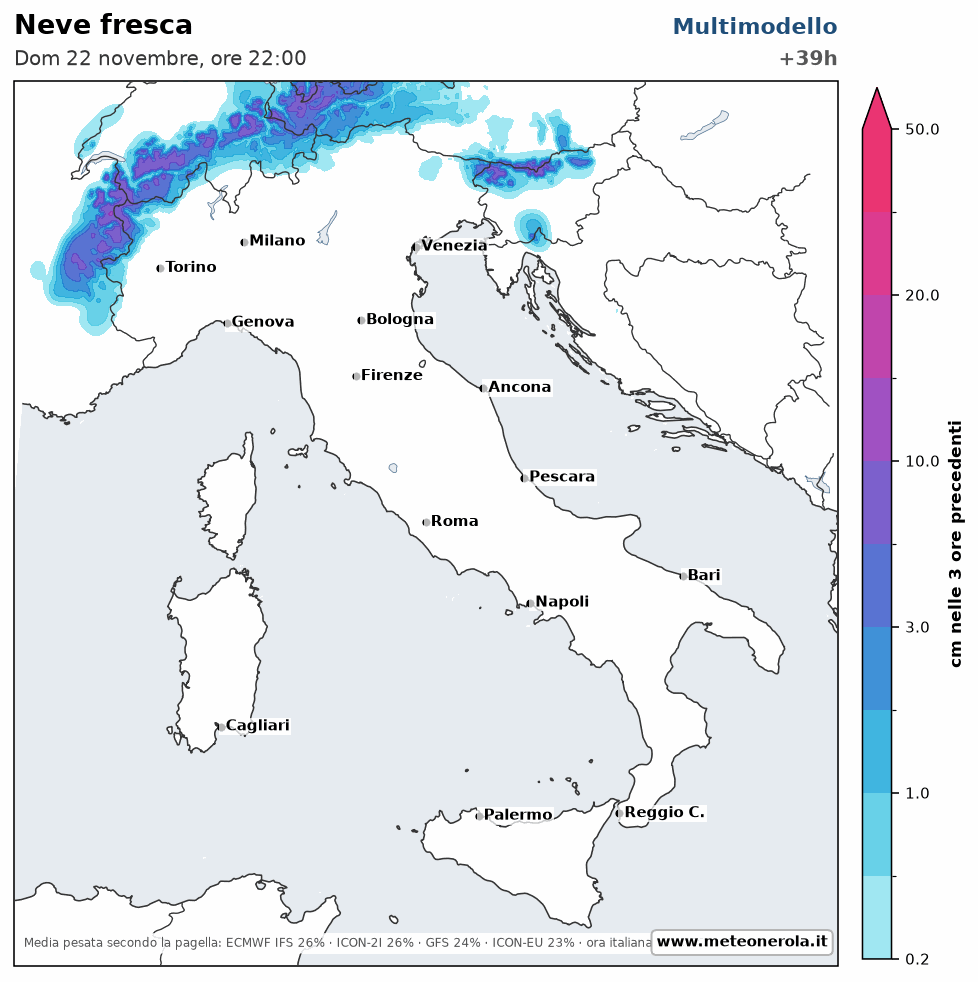 Neve fresca
Multimodello
Dom 22 novembre, ore 22:00
+39h
50.0
20.0
10.0
3.0
1.0
0.2
cm nelle 3 ore precedenti
Milano
Venezia
Torino
Genova
Bologna
Firenze
Ancona
Pescara
Roma
Bari
Napoli
Cagliari
Palermo
Reggio C.
Media pesata secondo la pagella: ECMWF IFS 26% · ICON-2I 26% · GFS 24% · ICON-EU 23% · ora italiana
www.meteonerola.it